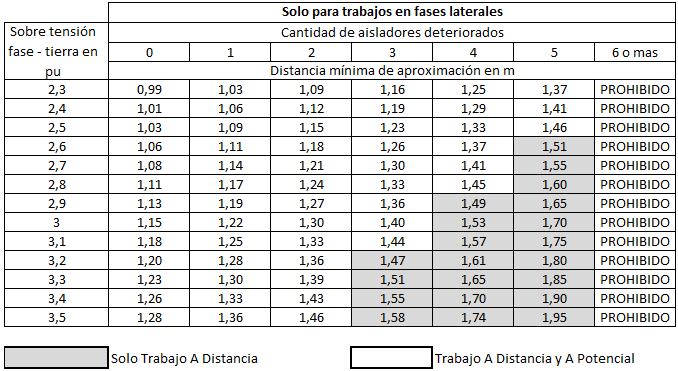 Solo para trabajos en fases laterales
Sobre tensión fase - tierra en pu
Cantidad de aisladores deteriorados
0 1 2 3 4 5 6 o mas
Distancia mínima de aproximación en m
2,3 0,99 1,03 1,09 1,16 1,25 1,37 PROHIBIDO
2,4 1,01 1,06 1,12 1,19 1,29 1,41 PROHIBIDO
2,5 1,03 1,09 1,15 1,23 1,33 1,46 PROHIBIDO
2,6 1,06 1,11 1,18 1,26 1,37 1,51 PROHIBIDO
2,7 1,08 1,14 1,21 1,30 1,41 1,55 PROHIBIDO
2,8 1,11 1,17 1,24 1,33 1,45 1,60 PROHIBIDO
2,9 1,13 1,19 1,27 1,36 1,49 1,65 PROHIBIDO
3 1,15 1,22 1,30 1,40 1,53 1,70 PROHIBIDO
3,1 1,18 1,25 1,33 1,44 1,57 1,75 PROHIBIDO
3,2 1,20 1,28 1,36 1,47 1,61 1,80 PROHIBIDO
3,3 1,23 1,30 1,39 1,51 1,65 1,85 PROHIBIDO
3,4 1,26 1,33 1,43 1,55 1,70 1,90 PROHIBIDO
3,5 1,28 1,36 1,46 1,58 1,74 1,95 PROHIBIDO
Solo Trabajo A Distancia
Trabajo A Distancia y A Potencial